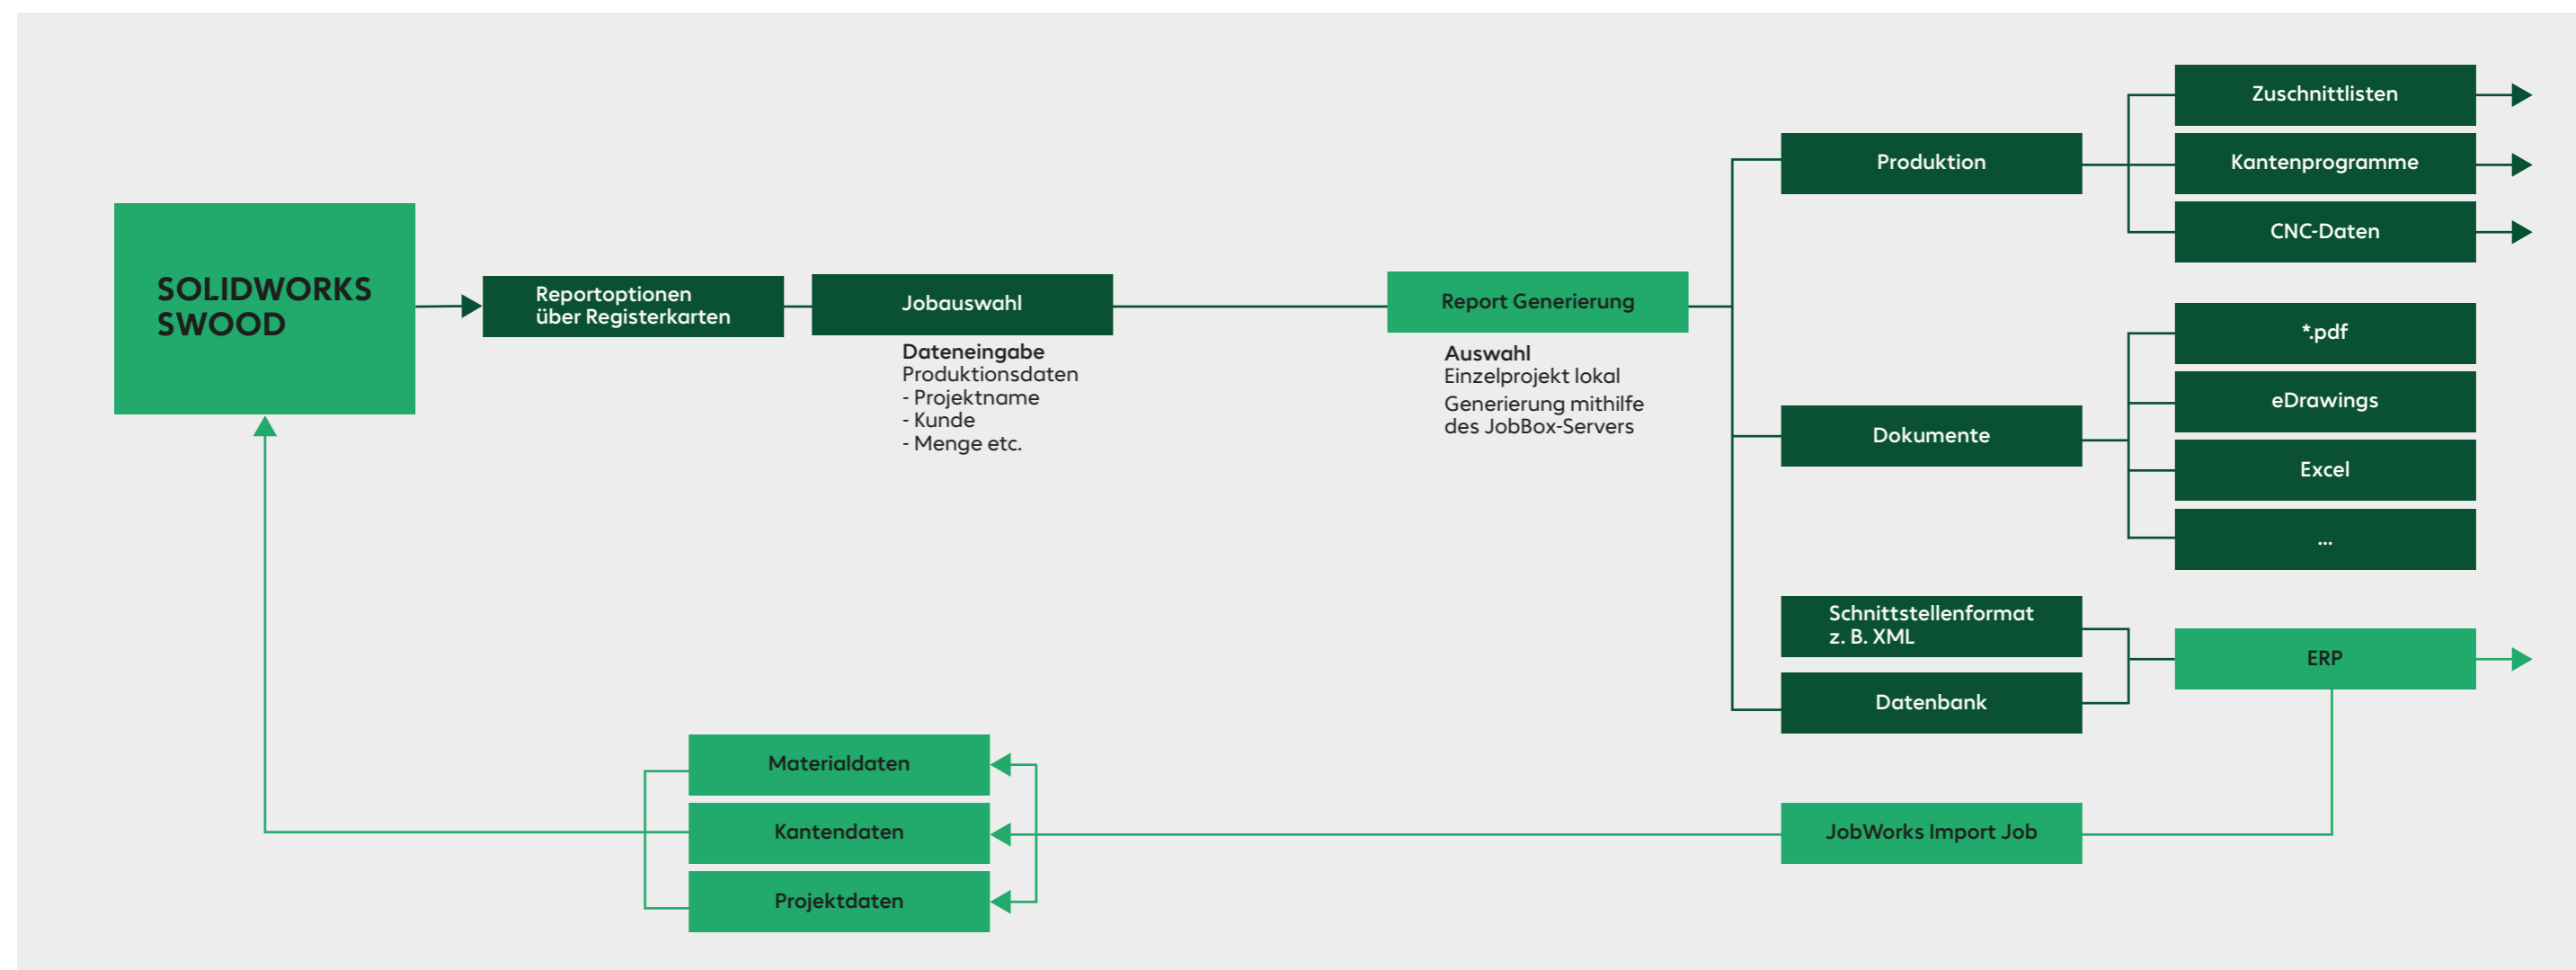 SOLIDWORKS
SWOOD
Reportoptionen
über Registerkarten
Jobauswahl
Dateneingabe
Produktionsdaten
- Projektname
- Kunde
- Menge etc.
Report Generierung
Auswahl
Einzelprojekt lokal
Generierung mithilfe
des JobBox-Servers
Produktion
Zuschnittlisten
Kantenprogramme
CNC-Daten
Dokumente
*.pdf
eDrawings
Excel
...
Schnittstellenformat
z. B. XML
Datenbank
ERP
JobWorks Import Job
Materialdaten
Kantendaten
Projektdaten